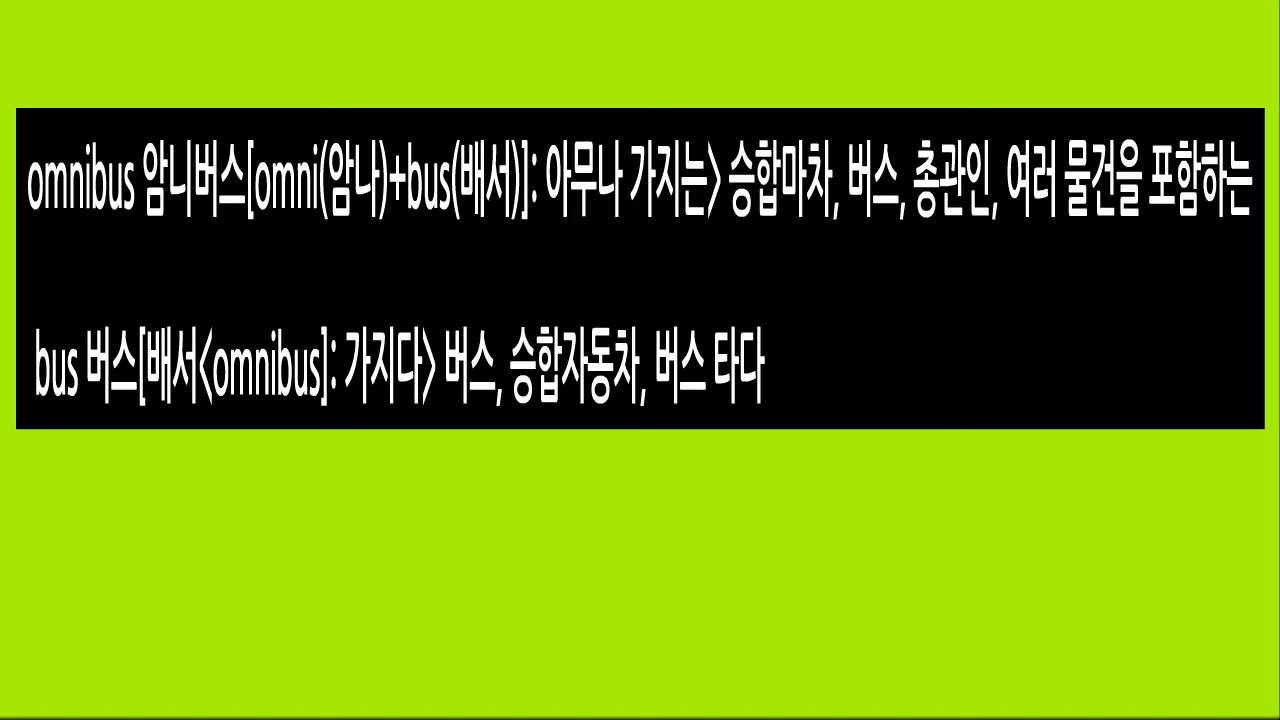 omnibus 암니버스[omni(암나)+bus(배서)]: 아무나 가지는> 승합마차, 버스, 총관인, 여러 물건을 포함하는
bus 버스[배서<omnibus]: 가지다> 버스, 승합자동차, 버스 타다